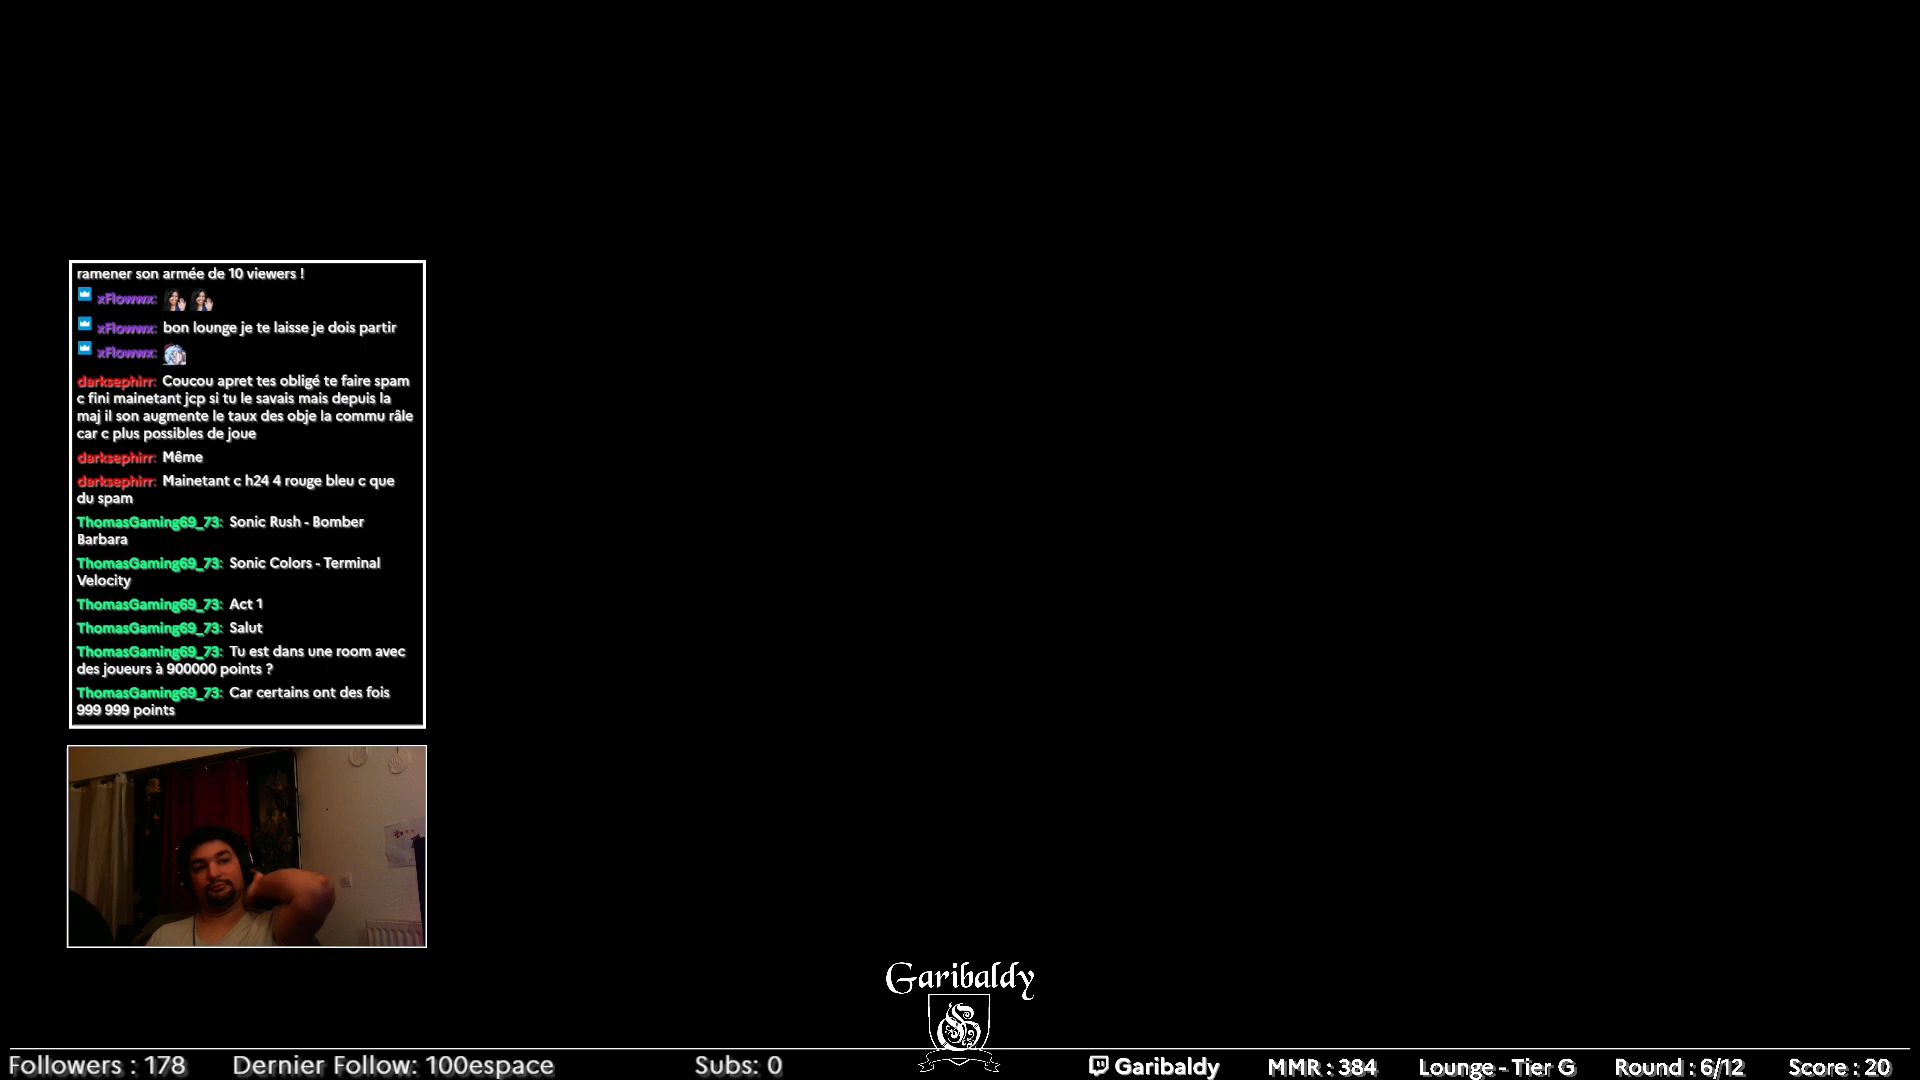 ramener son armée de 10 viewers !
xFlowwx:
xFlowwx: bon lounge je te laisse je dois partir
xFlowwx:
darksephirr: Coucou apret tes obligé te faire spam
c fini mainetant jcp si tu le savais mais depuis la
maj il son augmente le taux des obje la commu râle
car c plus possibles de joue
darksephirr: Même
darksephirr: Mainetant c h24 4 rouge bleu c que
du spam
ThomasGaming69_73: Sonic Rush - Bomber
Barbara
ThomasGaming69_73: Sonic Colors - Terminal
Velocity
ThomasGaming69_73: Act 1
ThomasGaming69_73: Salut
ThomasGaming69_73: Tu est dans une room avec
des joueurs à 900000 points ?
ThomasGaming69_73: Car certains ont des fois
999 999 points
Garibaldy
Followers : 178 Dernier Follow: 100espace Subs: 0 Garibaldy MMR : 384 Lounge - Tier G Round : 6/12 Score : 20